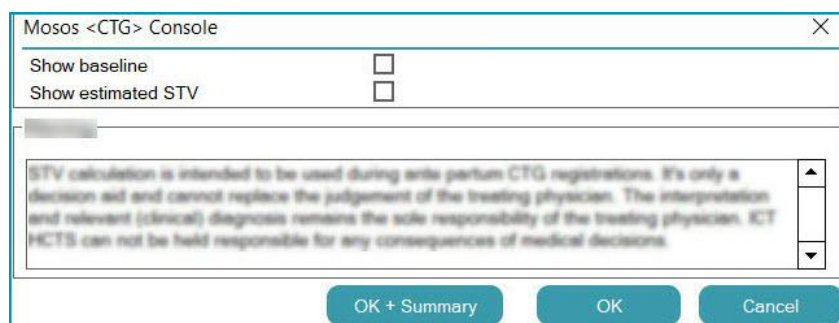 Mosos <CTG> Console
Show baseline
Show estimated STV
STV calculation is intended to be used during ante partum CTG registrations. It's only a
decision aid and cannot replace the judgement of the treating physician. The interpretation
and relevant (clinical) diagnosis remains the sole responsibility of the treating physician. ICT
HCTS can not be held responsible for any consequences of medical decisions.
OK + Summary
OK
Cancel